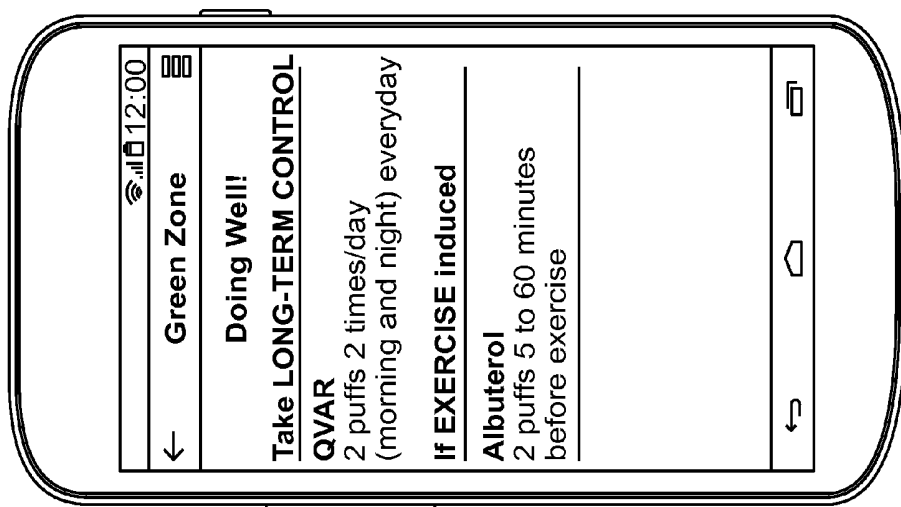 12:00
Green Zone
Doing Well!
Take LONG-TERM CONTROL
QVAR
2 puffs 2 times/day
(morning and night) everyday
If EXERCISE induced
Albuterol
2 puffs 5 to 60 minutes
before exercise